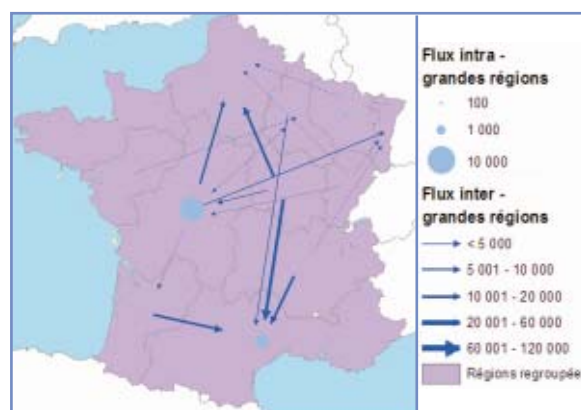 Flux intra -
grandes régions
100
1 000
10 000
Flux inter -
grandes régions
< 5 000
5 001 - 10 000
10 001 - 20 000
20 001 - 60 000
60 001 - 120 000
Régions regroupée